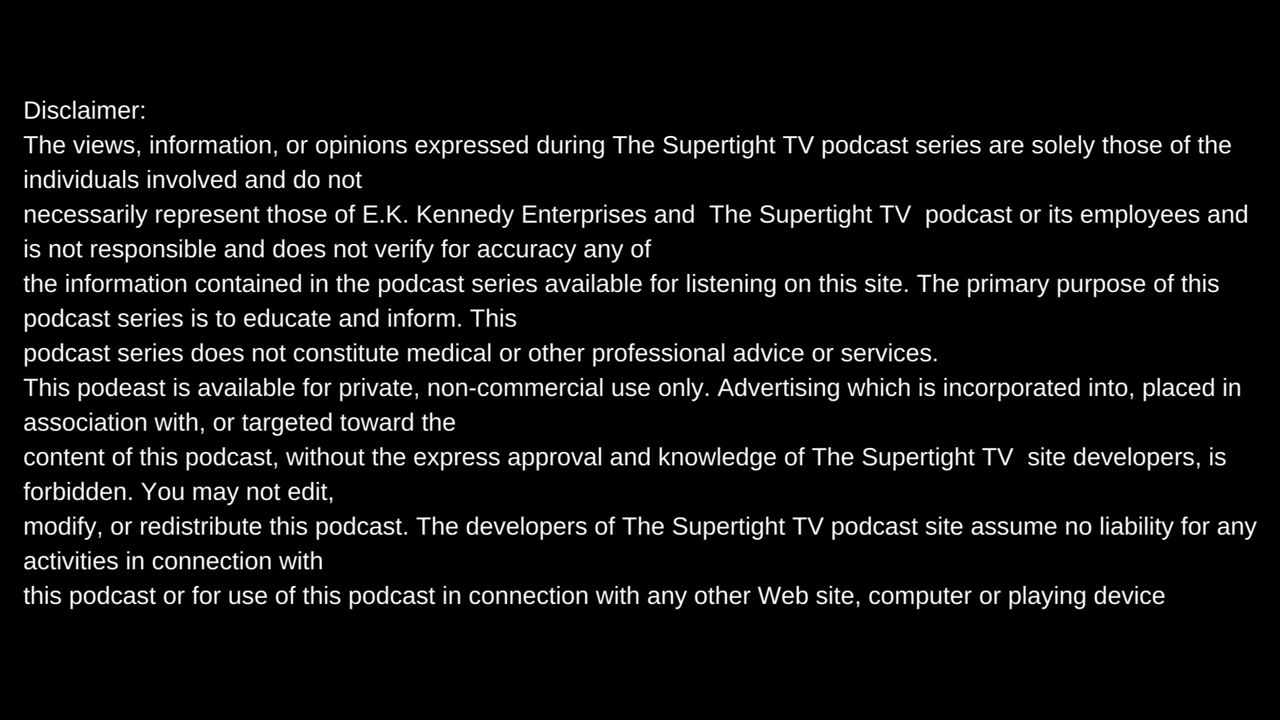 Disclaimer:
The views, information, or opinions expressed during The Supertight TV podcast series are solely those of the
individuals involved and do not
necessarily represent those of E.K. Kennedy Enterprises and  The Supertight TV  podcast or its employees and
is not responsible and does not verify for accuracy any of
the information contained in the podcast series available for listening on this site. The primary purpose of this
podcast series is to educate and inform. This
podcast series does not constitute medical or other professional advice or services.
This podeast is available for private, non-commercial use only. Advertising which is incorporated into, placed in
association with, or targeted toward the
content of this podcast, without the express approval and knowledge of The Supertight TV  site developers, is
forbidden. You may not edit,
modify, or redistribute this podcast. The developers of The Supertight TV podcast site assume no liability for any
activities in connection with
this podcast or for use of this podcast in connection with any other Web site, computer or playing device